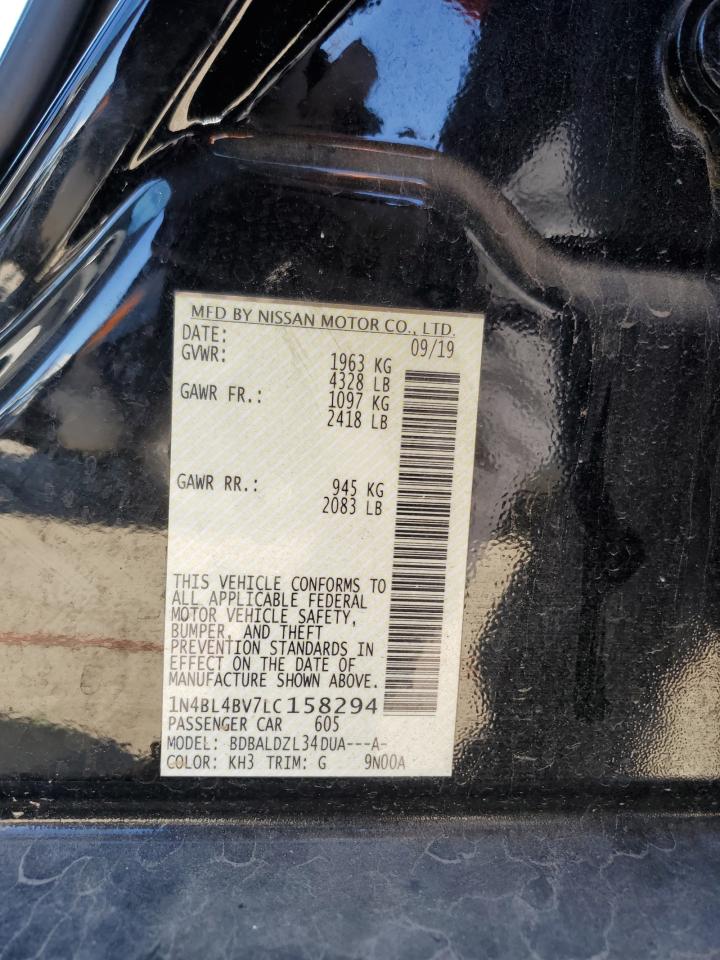 MFD BY NISSAN MOTOR CO., LTD.
DATE: 09/19
GVWR: 1963 KG
4328 LB
GAWR FR.: 1097 KG
2418 LB
GAWR RR.: 945 KG
2083 LB
THIS VEHICLE CONFORMS TO
ALL APPLICABLE FEDERAL
MOTOR VEHICLE SAFETY,
BUMPER, AND THEFT
PREVENTION STANDARDS IN
EFFECT ON THE DATE OF
MANUFACTURE SHOWN ABOVE.
1N4BL4BV7LC158294
PASSENGER CAR 605
MODEL: BDBALDZL34DUA---A-
COLOR: KH3 TRIM: G 9N00A